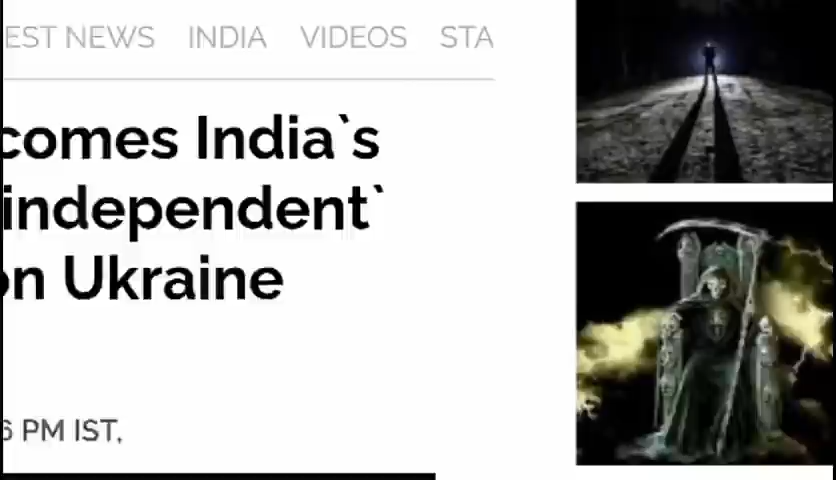 EST NEWS INDIA VIDEOS STA
comes India`s
independent`
on Ukraine
6 PM IST,